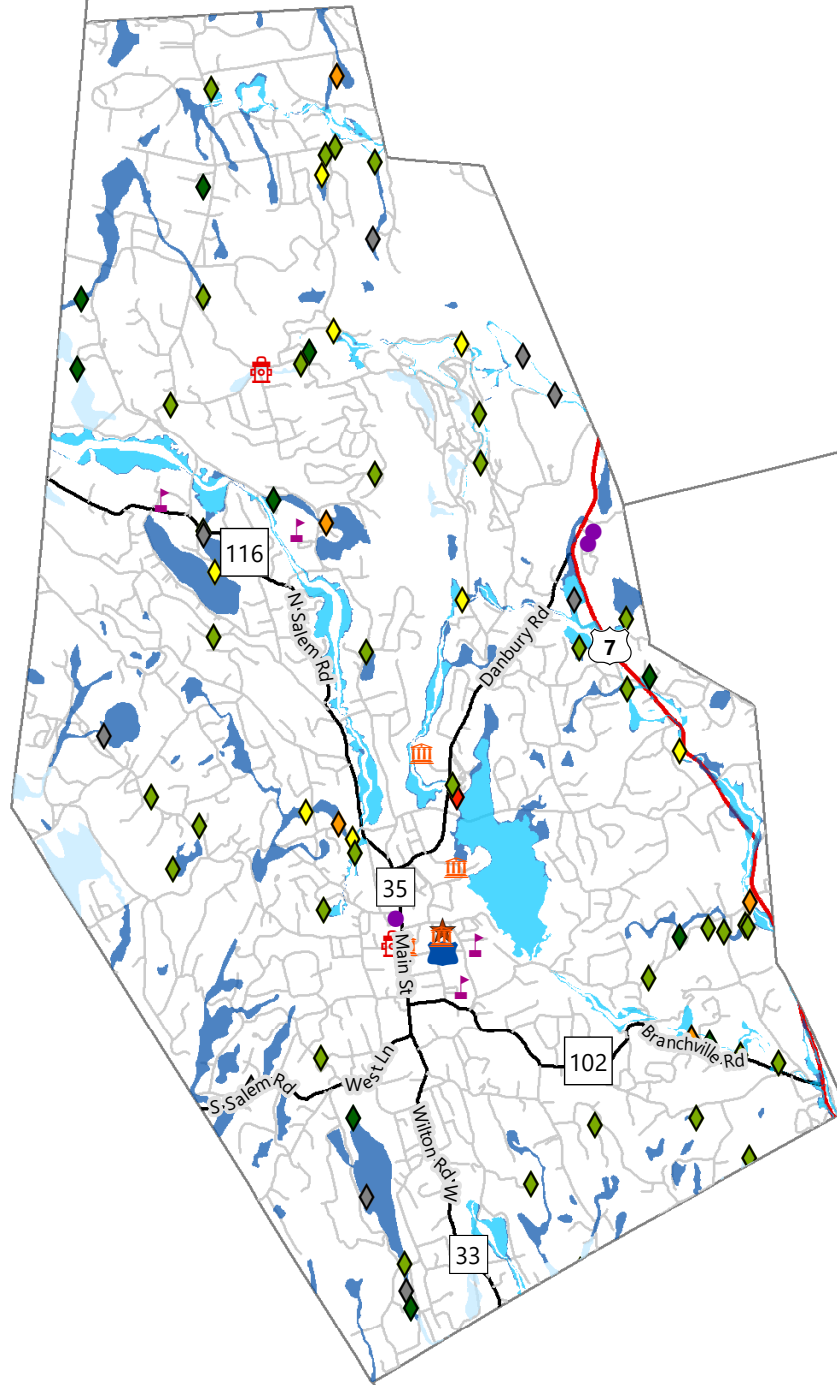 116
N Salem Rd
Danbury Rd
7
35
Main St
102
Branchville Rd
West Ln
S Salem Rd
Wilton Rd W
33